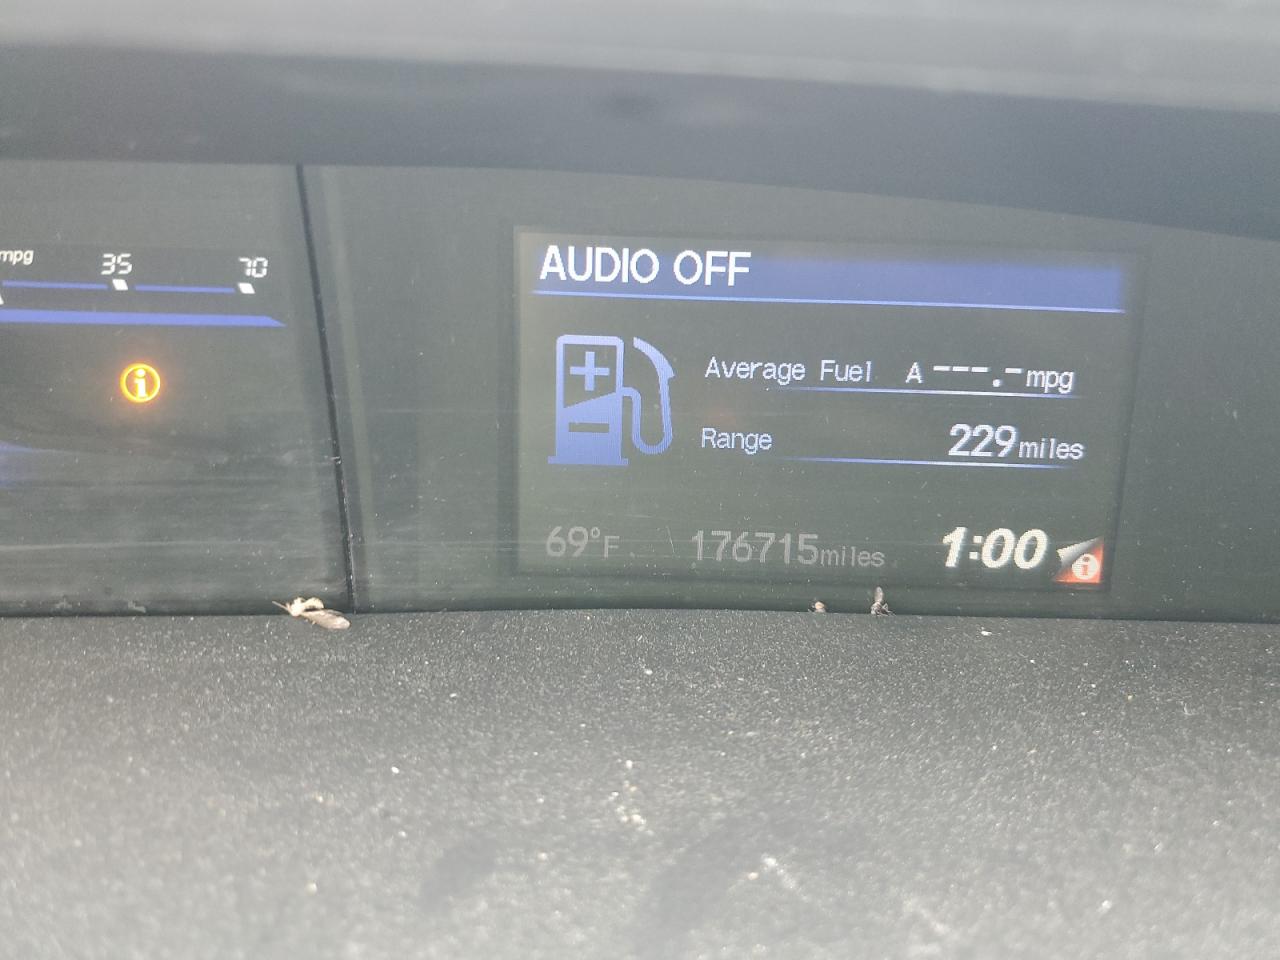 mpg 35 70
AUDIO OFF
Average Fuel A ---.- mpg
Range 229 miles
69°F 176715 miles 1:00